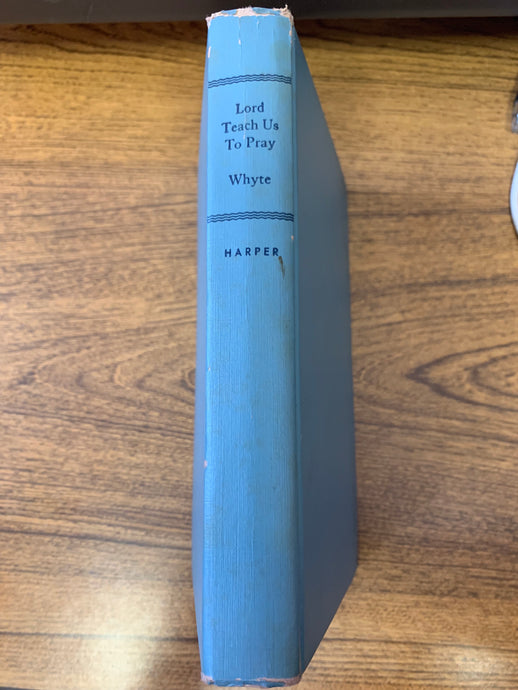 Lord
Teach Us
To Pray
Whyte
HARPER